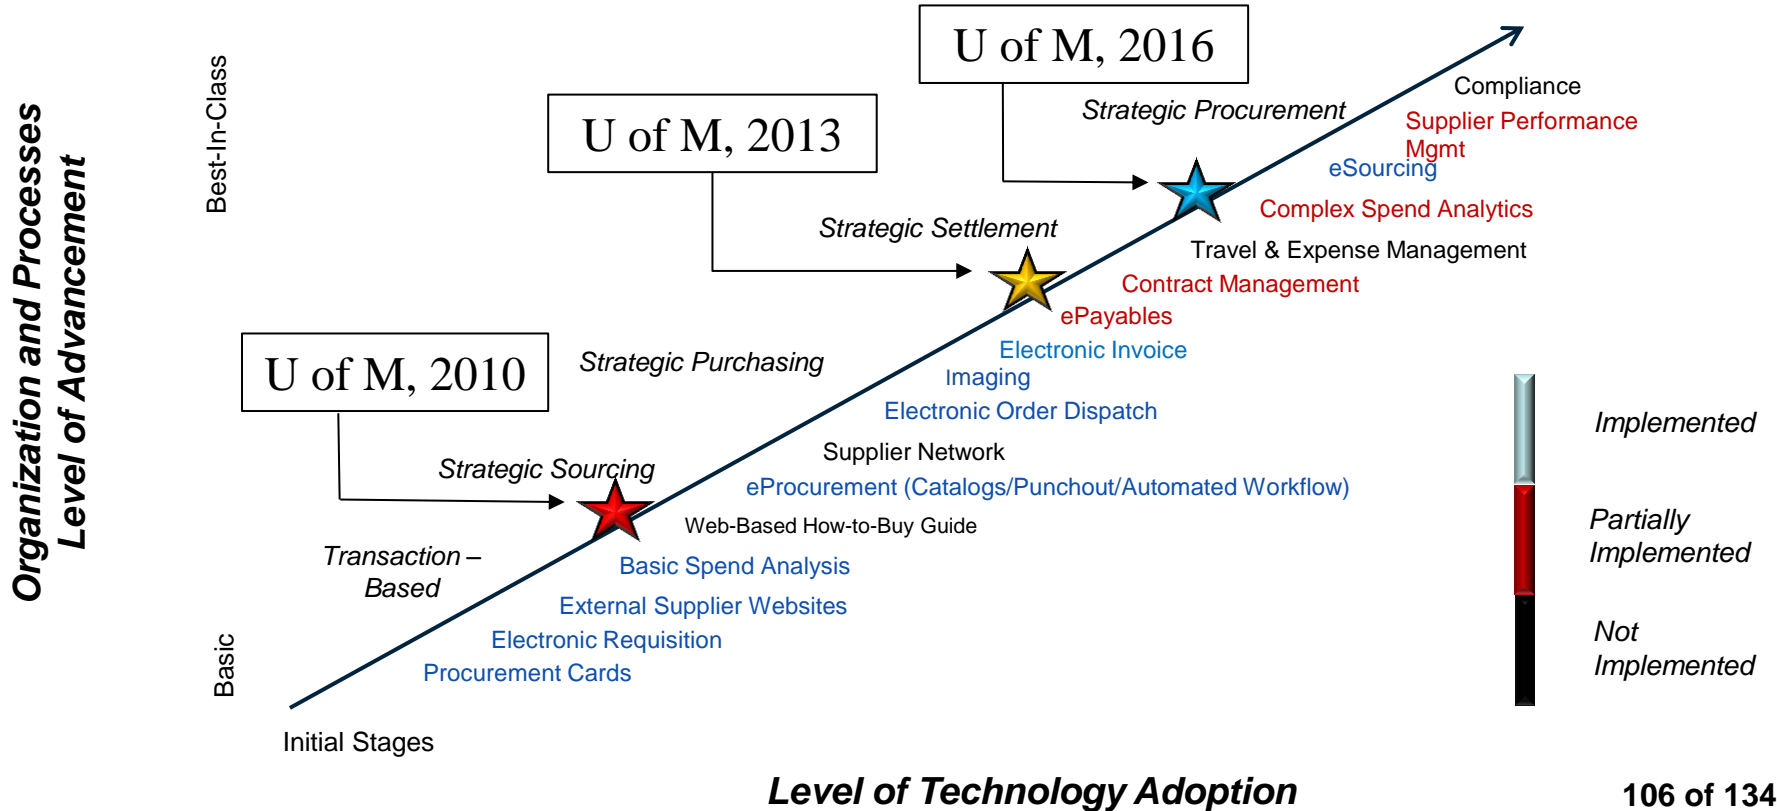 U of M, 2016
Compliance
Strategic Procurement
Supplier Performance
Mgmt
eSourcing
U of M, 2013
Complex Spend Analytics
Strategic Settlement
Travel & Expense Management
Contract Management
ePayables
Electronic Invoice
Strategic Purchasing
Imaging
U of M, 2010
Electronic Order Dispatch
Supplier Network
Strategic Sourcing
eProcurement (Catalogs/Punchout/Automated Workflow)
Web-Based How-to-Buy Guide
Transaction –
Based
Basic Spend Analysis
External Supplier Websites
Electronic Requisition
Procurement Cards
Initial Stages
Best-In-Class
Basic
Organization and Processes
Level of Advancement
Implemented
Partially
Implemented
Not
Implemented
Level of Technology Adoption
106 of 134